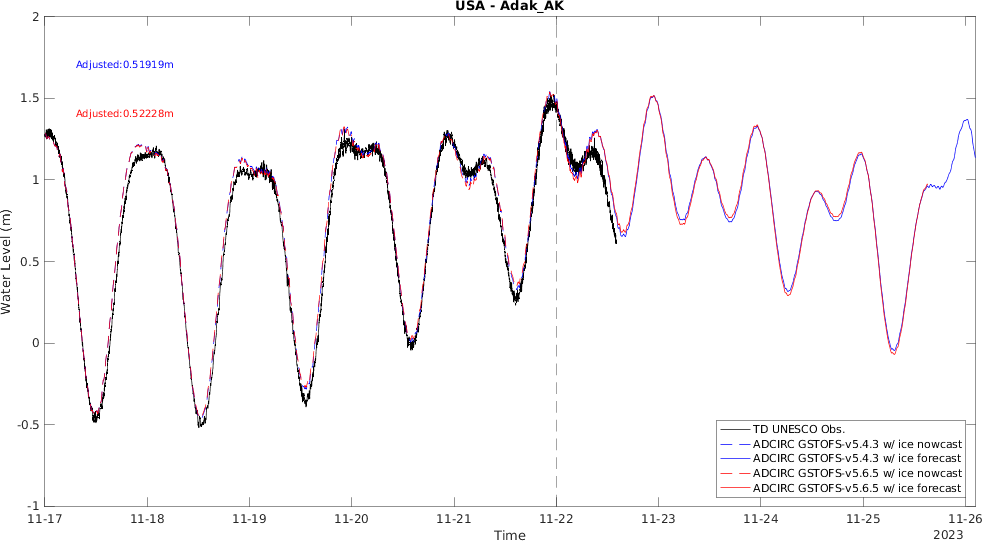 USA - Adak_AK
2
1.5
1
0.5
0
-0.5
-1
Water Level (m)
Adjusted:0.51919m
Adjusted:0.52228m
TD UNESCO Obs.
ADCIRC GSTOFS-v5.4.3 w/ ice nowcast
ADCIRC GSTOFS-v5.4.3 w/ ice forecast
ADCIRC GSTOFS-v5.6.5 w/ ice nowcast
ADCIRC GSTOFS-v5.6.5 w/ ice forecast
11-17 11-18 11-19 11-20 11-21 11-22 11-23 11-24 11-25 11-26
Time
2023